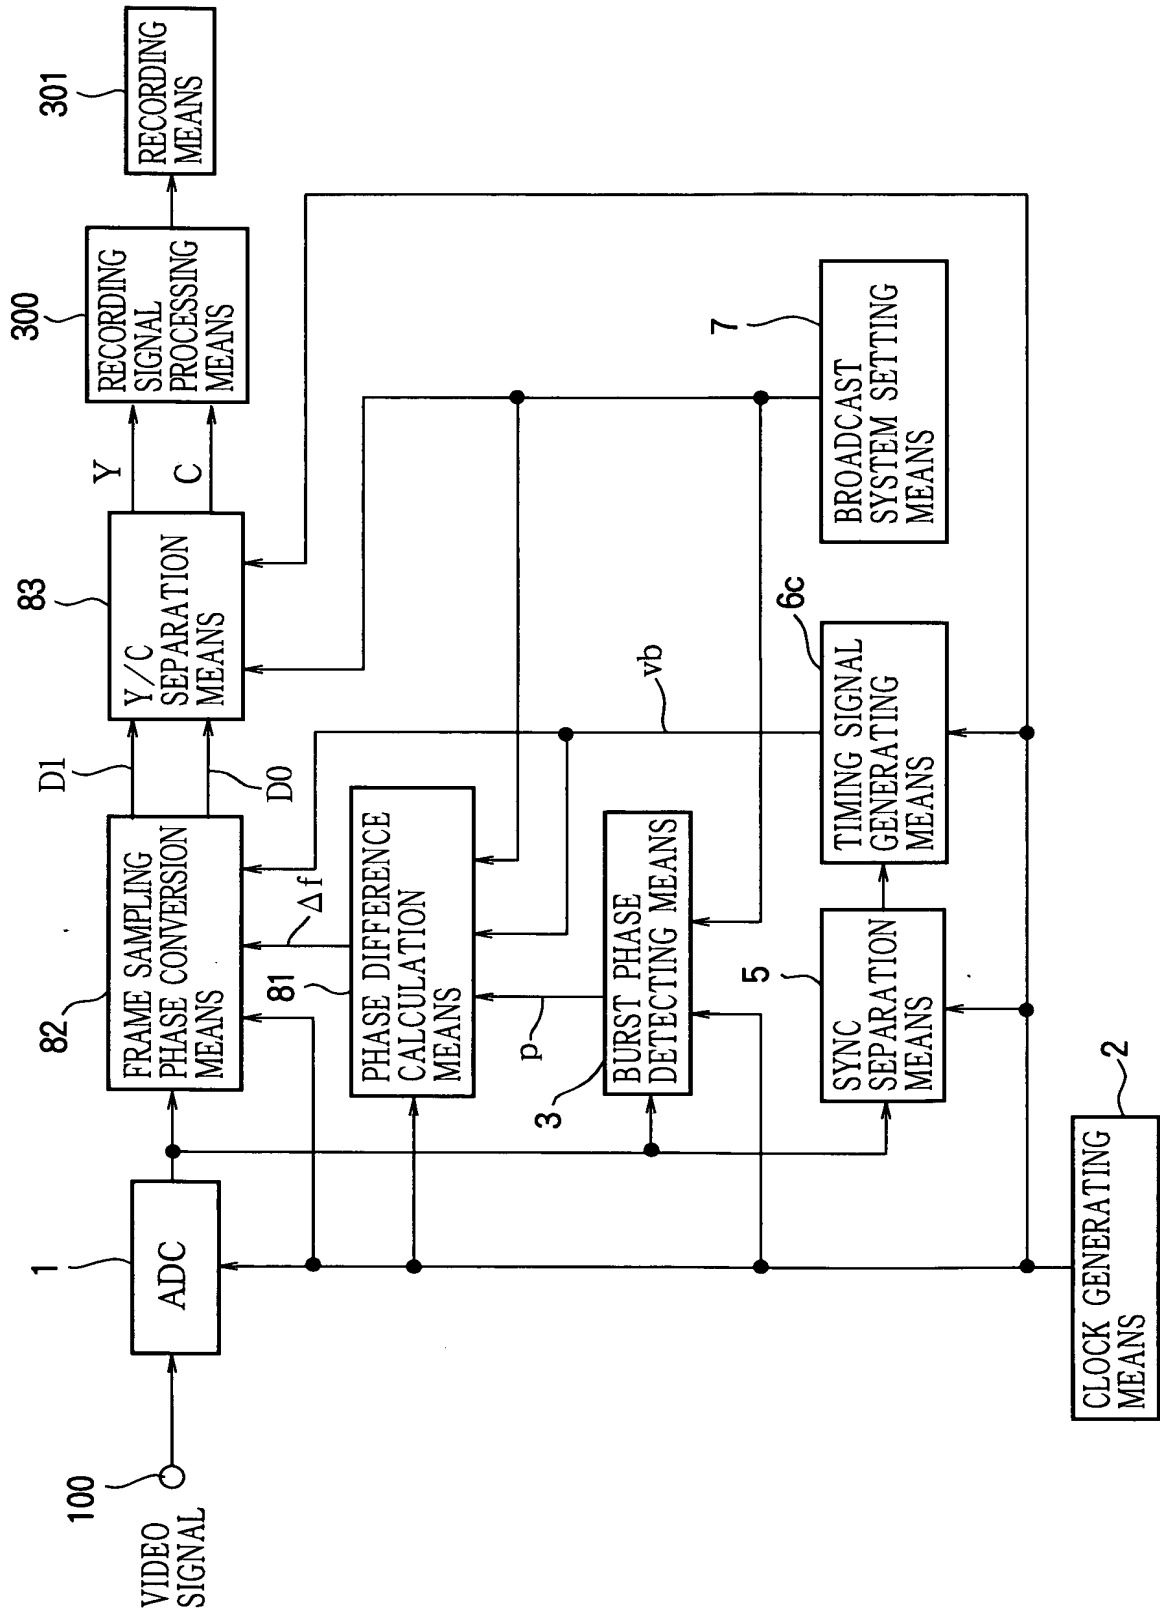 100
VIDEO
SIGNAL
1
ADC
82
FRAME SAMPLING
PHASE CONVERSION
MEANS
D1
D0
83
Y/C
SEPARATION
MEANS
Y
C
300
RECORDING
SIGNAL
PROCESSING
MEANS
301
RECORDING
MEANS
81
Δf
PHASE DIFFERENCE
CALCULATION
MEANS
p
3
BURST PHASE
DETECTING MEANS
vb
5
SYNC
SEPARATION
MEANS
6c
TIMING SIGNAL
GENERATING
MEANS
7
BROADCAST
SYSTEM SETTING
MEANS
2
CLOCK GENERATING
MEANS